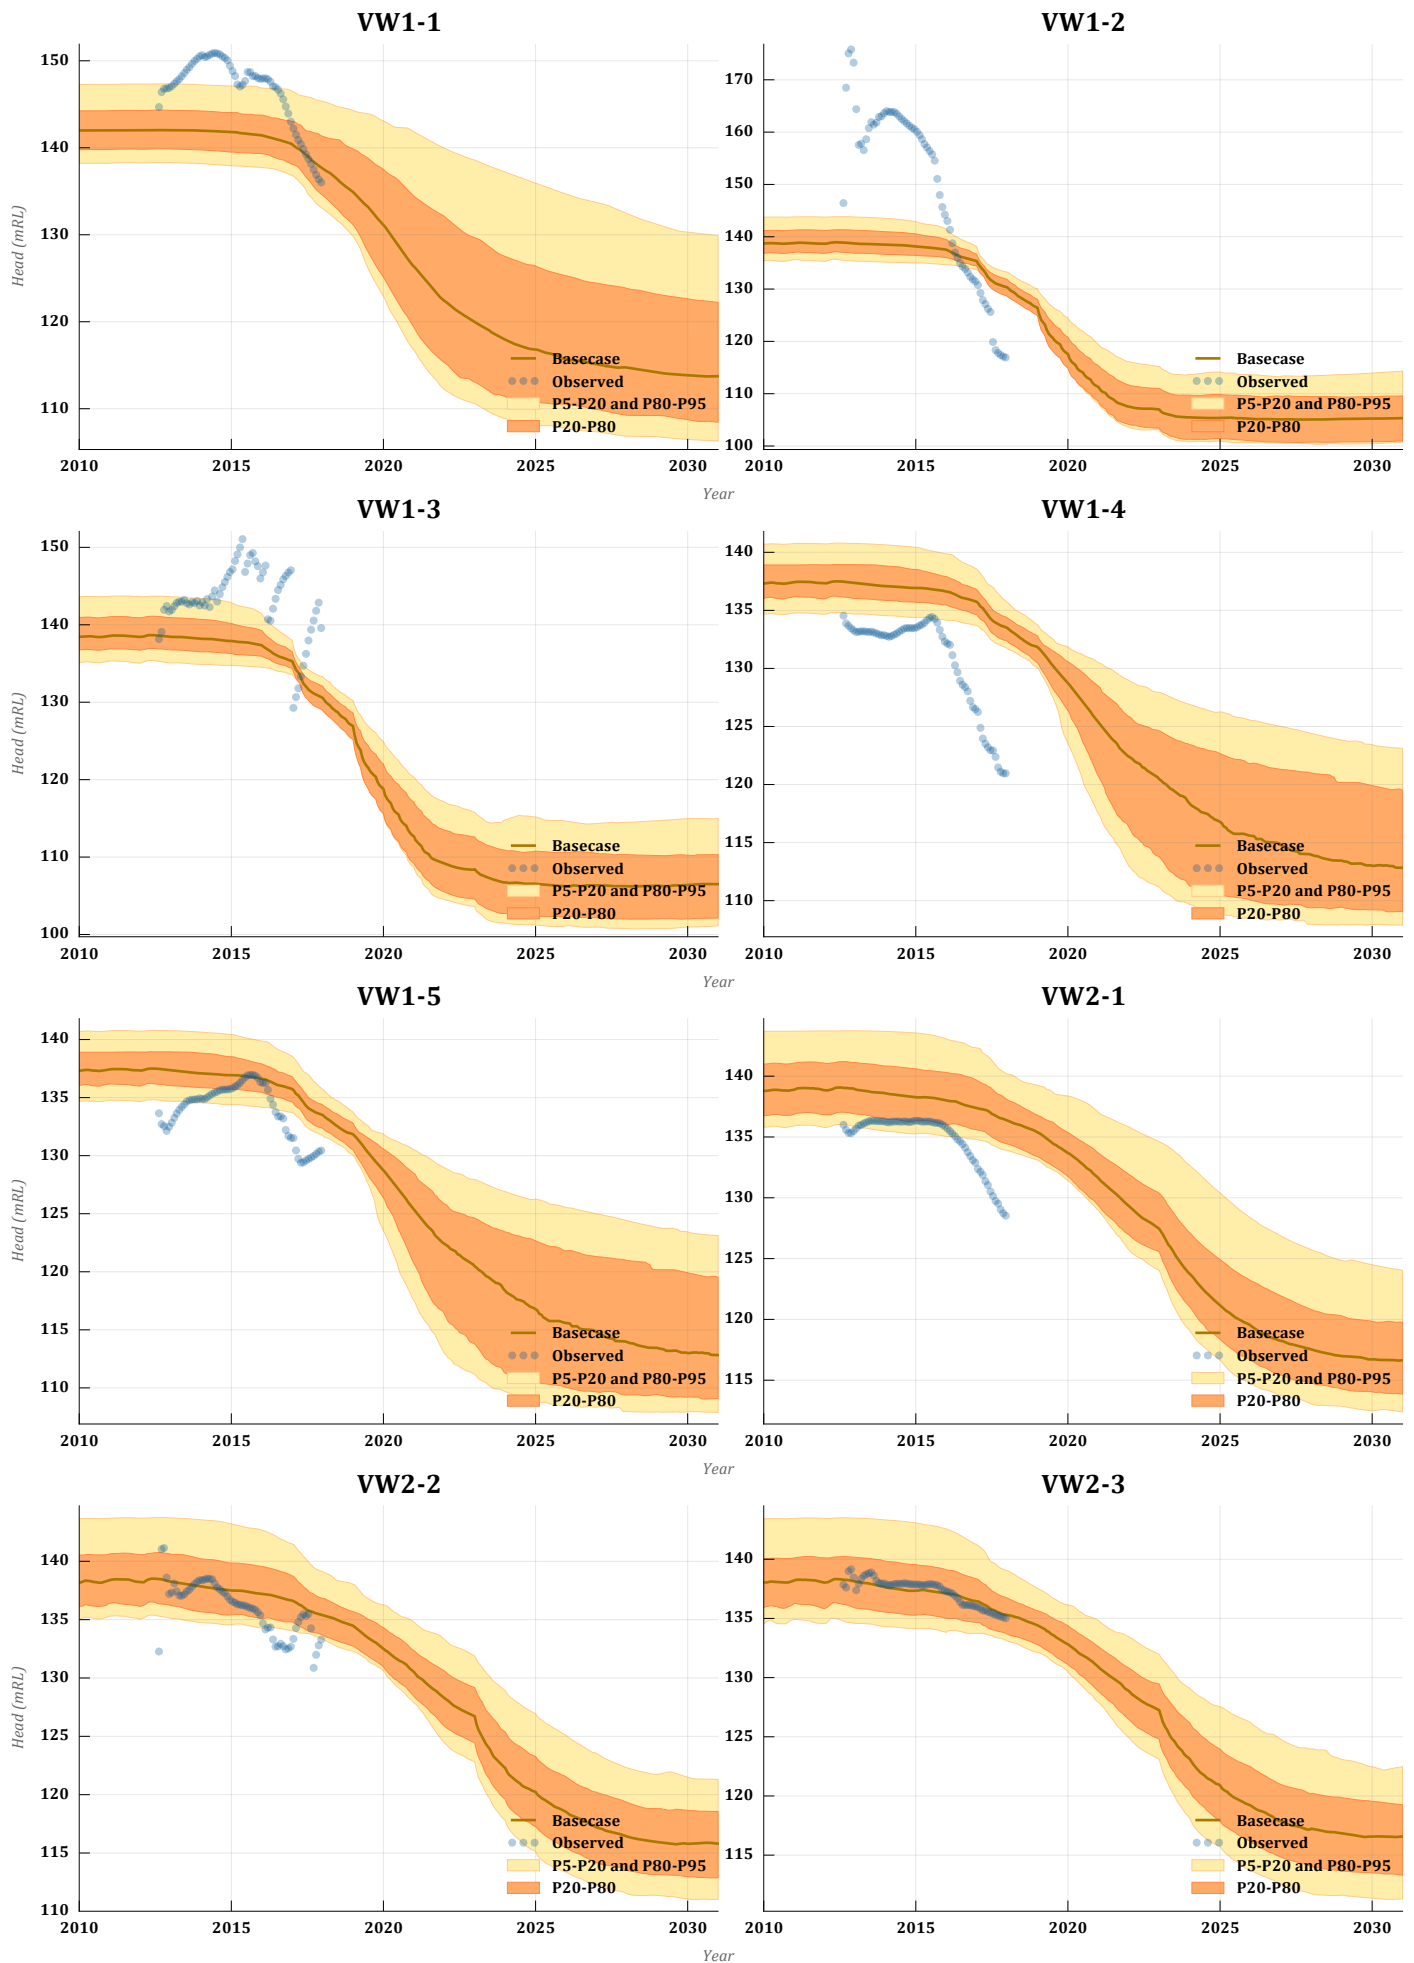 VW1-1
VW1-2
150
140
130
120
110
Head (mRL)
170
160
150
140
130
120
110
100
Basecase
Observed
P5-P20 and P80-P95
P20-P80
Basecase
Observed
P5-P20 and P80-P95
P20-P80
2010 2015 2020 2025 2030
2010 2015 2020 2025 2030
Year
VW1-3
VW1-4
150
140
130
120
110
100
Head (mRL)
140
135
130
125
120
115
110
Basecase
Observed
P5-P20 and P80-P95
P20-P80
Basecase
Observed
P5-P20 and P80-P95
P20-P80
2010 2015 2020 2025 2030
2010 2015 2020 2025 2030
Year
VW1-5
VW2-1
140
135
130
125
120
115
110
Head (mRL)
140
135
130
125
120
115
Basecase
Observed
P5-P20 and P80-P95
P20-P80
Basecase
Observed
P5-P20 and P80-P95
P20-P80
2010 2015 2020 2025 2030
2010 2015 2020 2025 2030
Year
VW2-2
VW2-3
140
135
130
125
120
115
110
Head (mRL)
140
135
130
125
120
115
Basecase
Observed
P5-P20 and P80-P95
P20-P80
Basecase
Observed
P5-P20 and P80-P95
P20-P80
2010 2015 2020 2025 2030
2010 2015 2020 2025 2030
Year